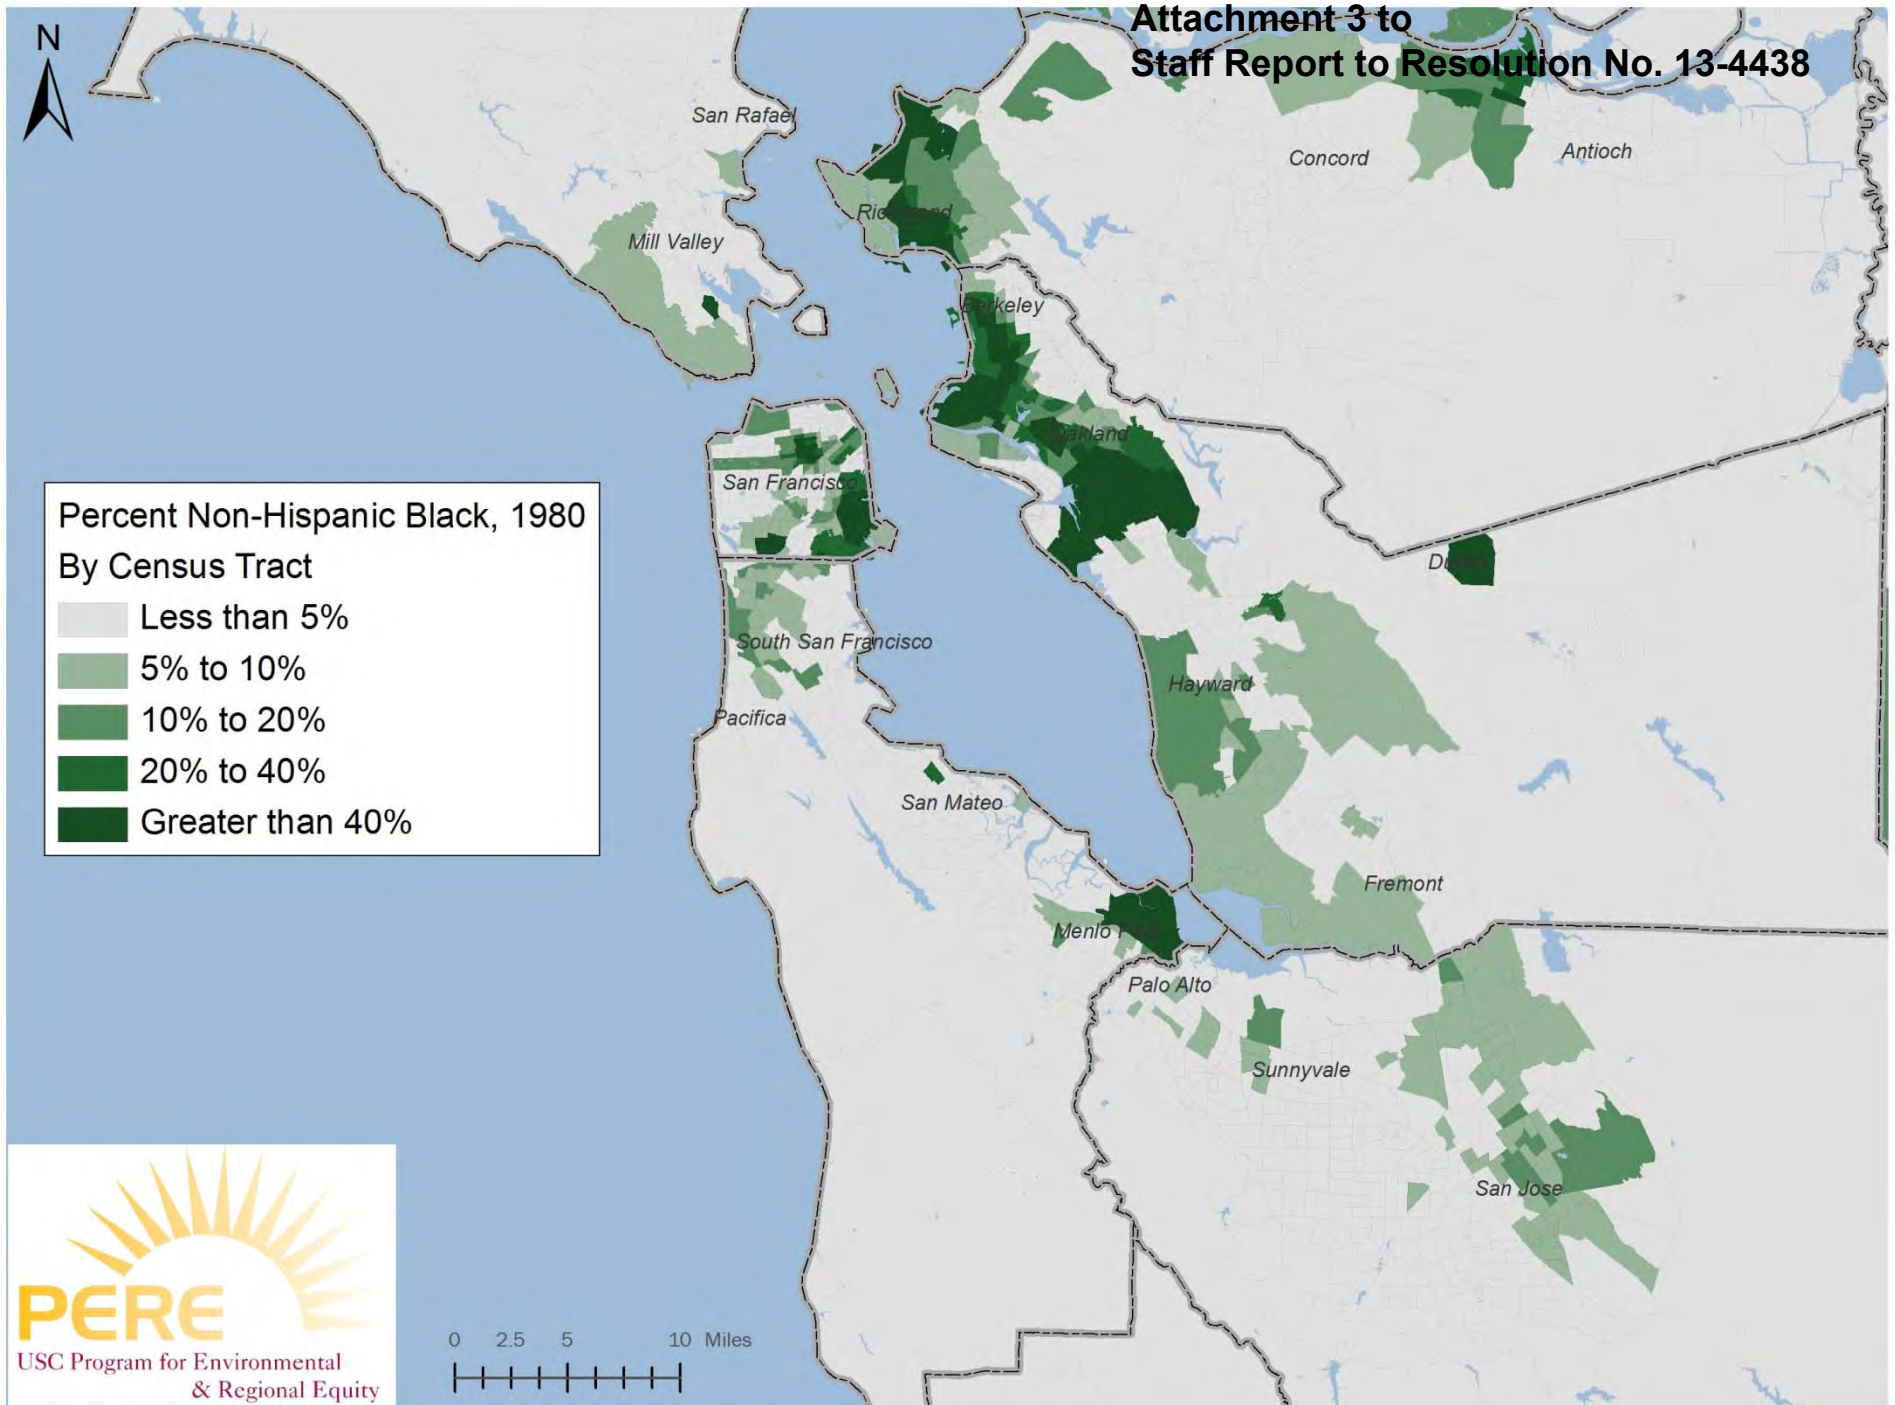 Attachment 3 to
Staff Report to Resolution No. 13-4438
N
San Rafael
Concord
Antioch
Richmond
Mill Valley
Berkeley
Oakland
San Francisco
Percent Non-Hispanic Black, 1980
By Census Tract
Less than 5%
5% to 10%
10% to 20%
20% to 40%
Greater than 40%
South San Francisco
Hayward
Pacifica
San Mateo
Fremont
Menlo
Palo Alto
Sunnyvale
San Jose
PERE
USC Program for Environmental
& Regional Equity
0 2.5 5 10 Miles